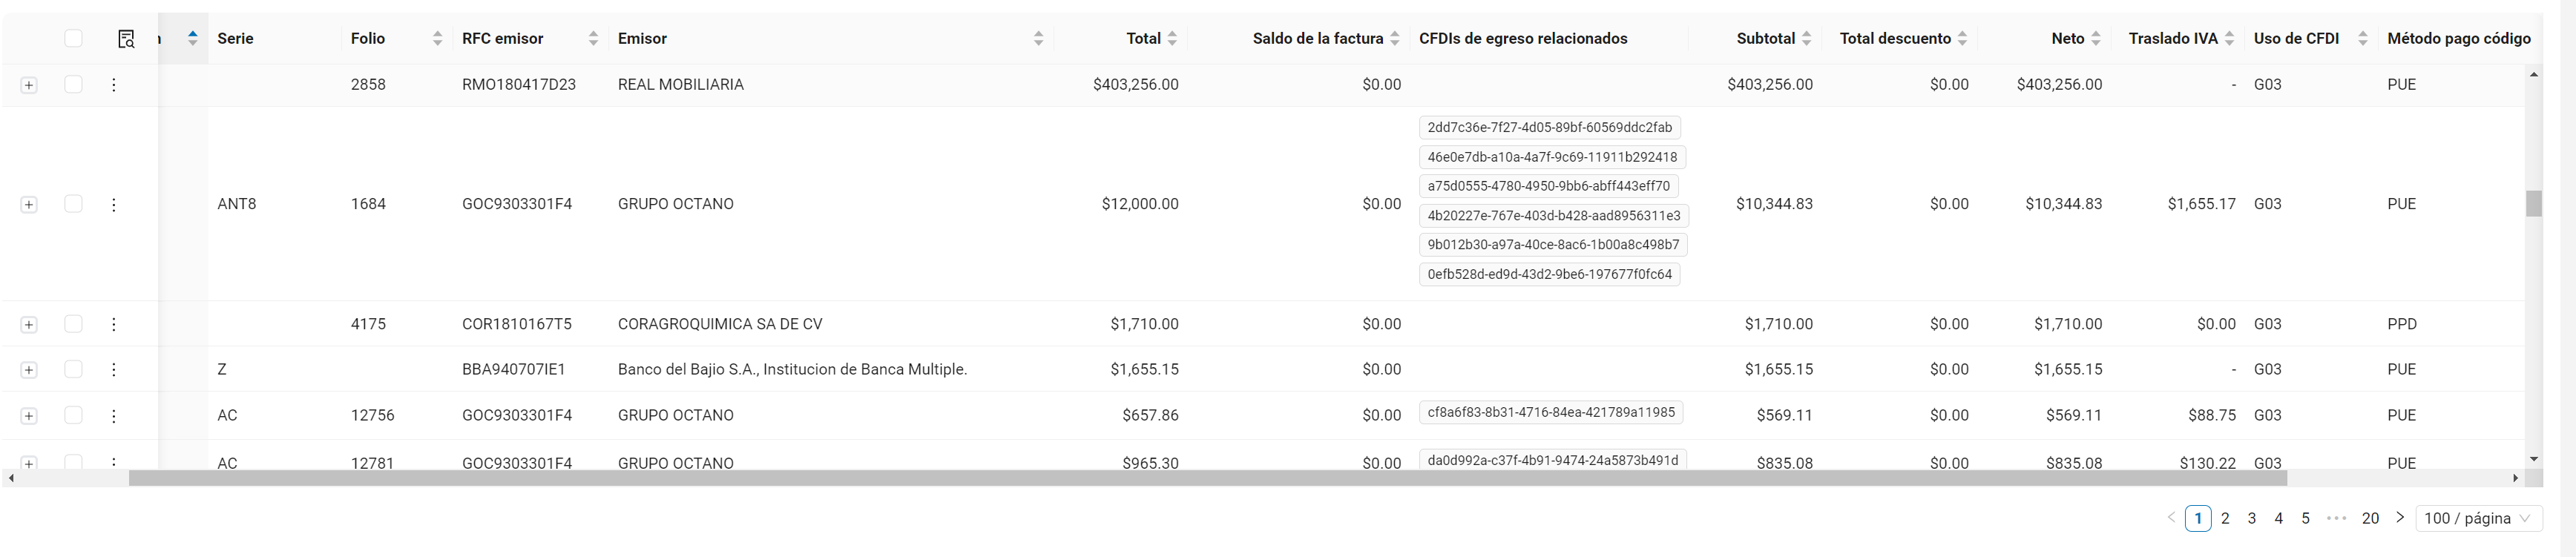 n Serie Folio RFC emisor Emisor Total Saldo de la factura CFDIs de egreso relacionados Subtotal Total descuento Neto Traslado IVA Uso de CFDI Método pago código
2858 RMO180417D23 REAL MOBILIARIA $403,256.00 $0.00 $403,256.00 $0.00 $403,256.00 - G03 PUE
2dd7c36e-7f27-4d05-89bf-60569ddc2fab
46e0e7db-a10a-4a7f-9c69-11911b292418
a75d0555-4780-4950-9bb6-abff443eff70
ANT8 1684 GOC9303301F4 GRUPO OCTANO $12,000.00 $0.00 $10,344.83 $0.00 $10,344.83 $1,655.17 G03 PUE
4b20227e-767e-403d-b428-aad8956311e3
9b012b30-a97a-40ce-8ac6-1b00a8c498b7
0efb528d-ed9d-43d2-9be6-197677f0fc64
4175 COR1810167T5 CORAGROQUIMICA SA DE CV $1,710.00 $0.00 $1,710.00 $0.00 $1,710.00 $0.00 G03 PPD
Z BBA940707IE1 Banco del Bajio S.A., Institucion de Banca Multiple. $1,655.15 $0.00 $1,655.15 $0.00 $1,655.15 - G03 PUE
AC 12756 GOC9303301F4 GRUPO OCTANO $657.86 $0.00 cf8a6f83-8b31-4716-84ea-421789a11985 $569.11 $0.00 $569.11 $88.75 G03 PUE
AC 12781 GOC9303301F4 GRUPO OCTANO $965.30 $0.00 da0d992a-c37f-4b91-9474-24a5873b491d $835.08 $0.00 $835.08 $130.22 G03 PUE
1 2 3 4 5 ••• 20 100 / página